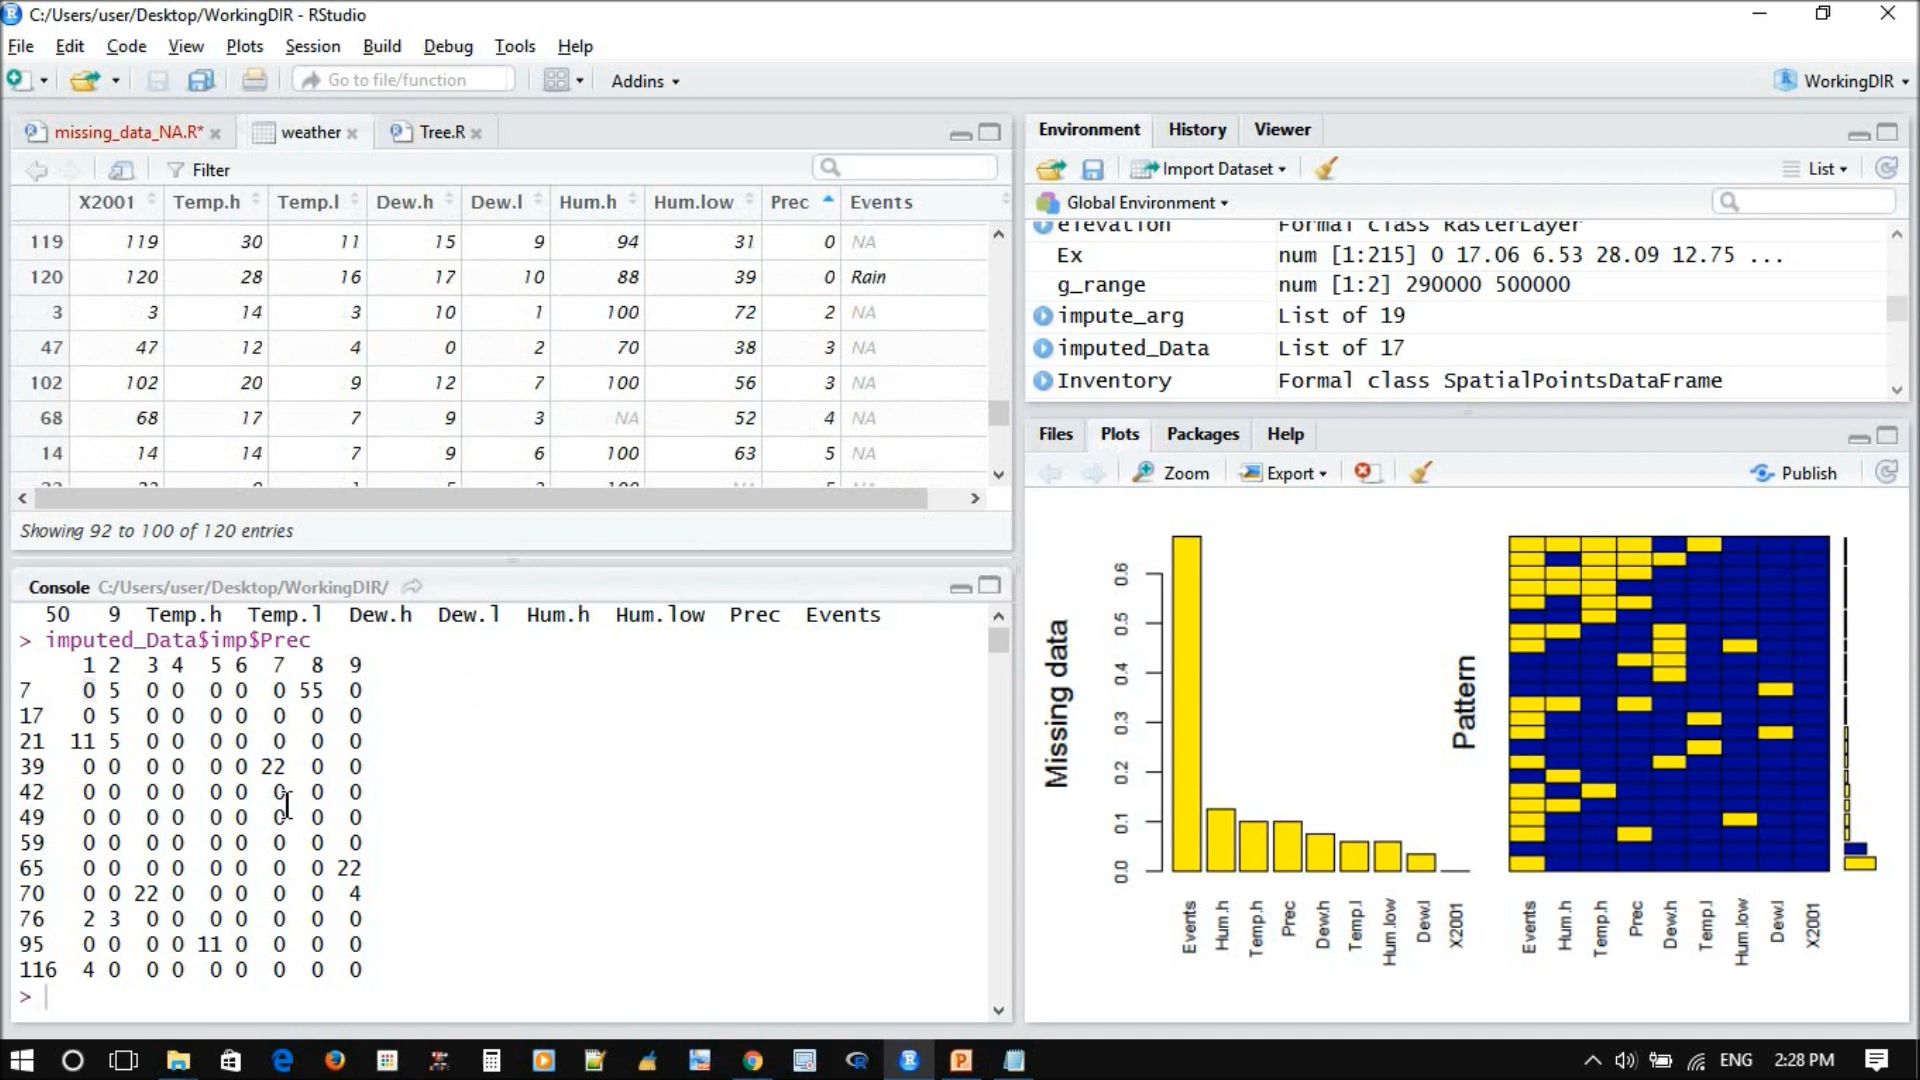 C:/Users/user/Desktop/WorkingDIR - RStudio
File Edit Code View Plots Session Build Debug Tools Help
Go to file/function Addins WorkingDIR
missing_data_NA.R* weather Tree.R
Filter
X2001 Temp.h Temp.l Dew.h Dew.l Hum.h Hum.low Prec Events
119 119 30 11 15 9 94 31 0 NA
120 120 28 16 17 10 88 39 0 Rain
3 3 14 3 10 1 100 72 2 NA
47 47 12 4 0 2 70 38 3 NA
102 102 20 9 12 7 100 56 3 NA
68 68 17 7 9 3 NA 52 4 NA
14 14 14 7 9 6 100 63 5 NA
Showing 92 to 100 of 120 entries
Console C:/Users/user/Desktop/WorkingDIR/
50 9 Temp.h Temp.l Dew.h Dew.l Hum.h Hum.low Prec Events
> imputed_Data$imp$Prec
1 2 3 4 5 6 7 8 9
7 0 5 0 0 0 0 0 55 0
17 0 5 0 0 0 0 0 0 0
21 11 5 0 0 0 0 0 0 0
39 0 0 0 0 0 0 22 0 0
42 0 0 0 0 0 0 0 0 0
49 0 0 0 0 0 0 0 0 0
59 0 0 0 0 0 0 0 0 0
65 0 0 0 0 0 0 0 0 22
70 0 0 22 0 0 0 0 0 4
76 2 3 0 0 0 0 0 0 0
95 0 0 0 0 11 0 0 0 0
116 4 0 0 0 0 0 0 0 0
>
Environment History Viewer
Import Dataset List
Global Environment
elevation Formal class RasterLayer
Ex num [1:215] 0 17.06 6.53 28.09 12.75 ...
g_range num [1:2] 290000 500000
impute_arg List of 19
imputed_Data List of 17
Inventory Formal class SpatialPointsDataFrame
Files Plots Packages Help
Zoom Export Publish
Missing data
0.6
0.5
0.4
0.3
0.2
0.1
0.0
Events Hum.h Temp.h Prec Dew.h Temp.l Hum.low Dew.l X2001
Pattern
Events Hum.h Temp.h Prec Dew.h Temp.l Hum.low Dew.l X2001
ENG 2:28 PM